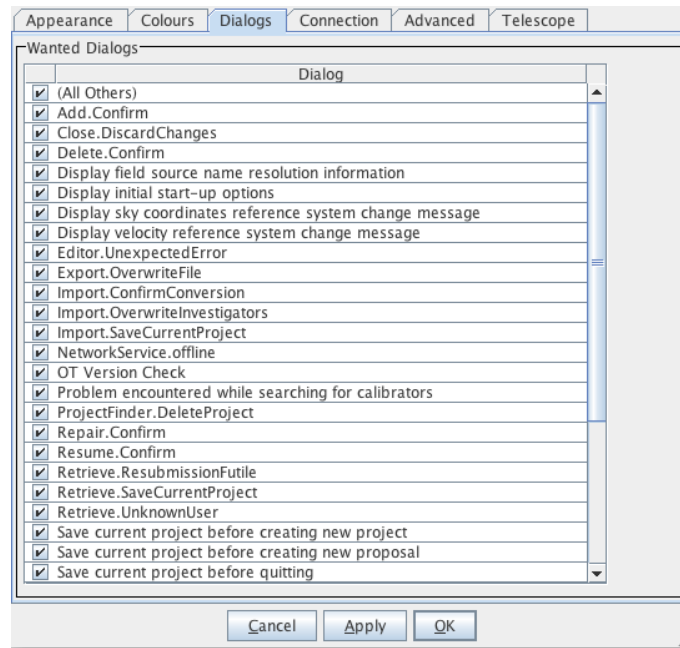 Appearance Colours Dialogs Connection Advanced Telescope
Wanted Dialogs
Dialog
(All Others)
Add.Confirm
Close.DiscardChanges
Delete.Confirm
Display field source name resolution information
Display initial start-up options
Display sky coordinates reference system change message
Display velocity reference system change message
Editor.UnexpectedError
Export.OverwriteFile
Import.ConfirmConversion
Import.OverwriteInvestigators
Import.SaveCurrentProject
NetworkService.offline
OT Version Check
Problem encountered while searching for calibrators
ProjectFinder.DeleteProject
Repair.Confirm
Resume.Confirm
Retrieve.ResubmissionFutile
Retrieve.SaveCurrentProject
Retrieve.UnknownUser
Save current project before creating new project
Save current project before creating new proposal
Save current project before quitting
Cancel Apply OK